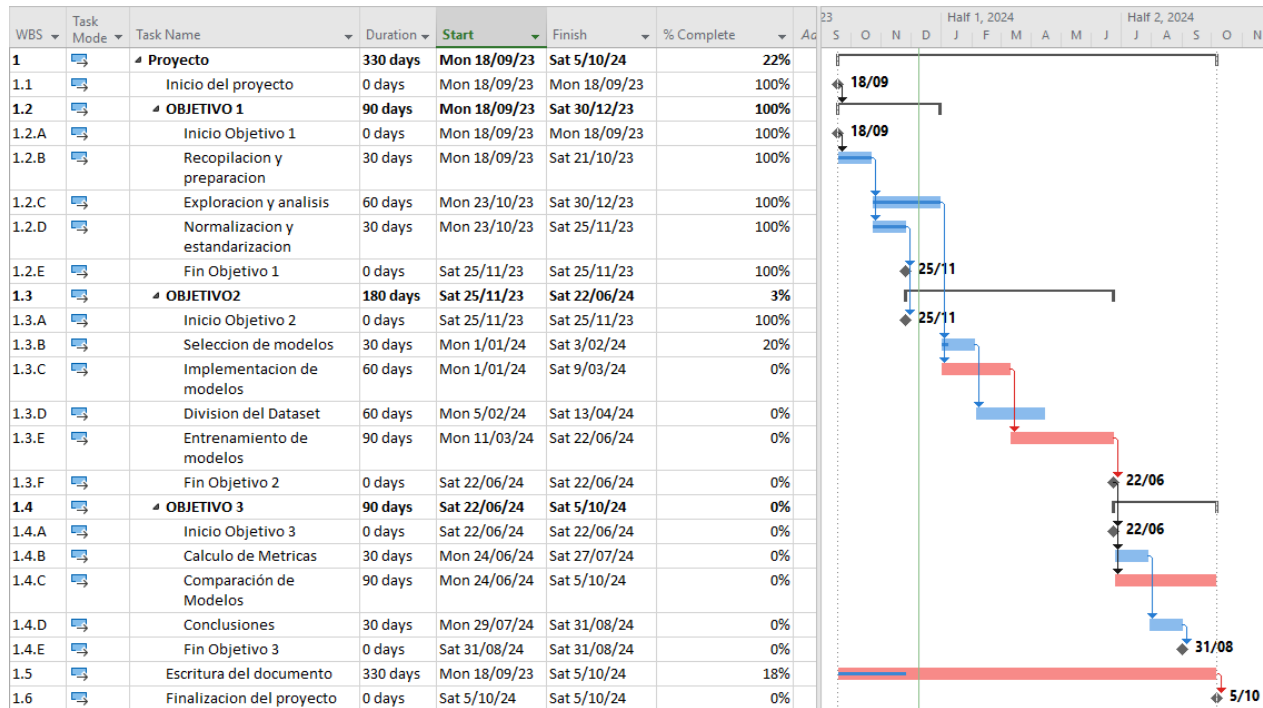 23 Half 1, 2024 Half 2, 2024
WBS Task Mode Task Name Duration Start Finish % Complete Ad S O N D J F M A M J J A S O N
1 Proyecto 330 days Mon 18/09/23 Sat 5/10/24 22%
1.1 Inicio del proyecto 0 days Mon 18/09/23 Mon 18/09/23 100% 18/09
1.2 OBJETIVO 1 90 days Mon 18/09/23 Sat 30/12/23 100%
1.2.A Inicio Objetivo 1 0 days Mon 18/09/23 Mon 18/09/23 100% 18/09
1.2.B Recopilacion y 30 days Mon 18/09/23 Sat 21/10/23 100%
preparacion
1.2.C Exploracion y analisis 60 days Mon 23/10/23 Sat 30/12/23 100%
1.2.D Normalizacion y 30 days Mon 23/10/23 Sat 25/11/23 100%
estandarizacion
1.2.E Fin Objetivo 1 0 days Sat 25/11/23 Sat 25/11/23 100% 25/11
1.3 OBJETIVO2 180 days Sat 25/11/23 Sat 22/06/24 3%
1.3.A Inicio Objetivo 2 0 days Sat 25/11/23 Sat 25/11/23 100% 25/11
1.3.B Seleccion de modelos 30 days Mon 1/01/24 Sat 3/02/24 20%
1.3.C Implementacion de 60 days Mon 1/01/24 Sat 9/03/24 0%
modelos
1.3.D Division del Dataset 60 days Mon 5/02/24 Sat 13/04/24 0%
1.3.E Entrenamiento de 90 days Mon 11/03/24 Sat 22/06/24 0%
modelos
1.3.F Fin Objetivo 2 0 days Sat 22/06/24 Sat 22/06/24 0% 22/06
1.4 OBJETIVO 3 90 days Sat 22/06/24 Sat 5/10/24 0%
1.4.A Inicio Objetivo 3 0 days Sat 22/06/24 Sat 22/06/24 0% 22/06
1.4.B Calculo de Metricas 30 days Mon 24/06/24 Sat 27/07/24 0%
1.4.C Comparación de 90 days Mon 24/06/24 Sat 5/10/24 0%
Modelos
1.4.D Conclusiones 30 days Mon 29/07/24 Sat 31/08/24 0%
1.4.E Fin Objetivo 3 0 days Sat 31/08/24 Sat 31/08/24 0% 31/08
1.5 Escritura del documento 330 days Mon 18/09/23 Sat 5/10/24 18%
1.6 Finalizacion del proyecto 0 days Sat 5/10/24 Sat 5/10/24 0% 5/10